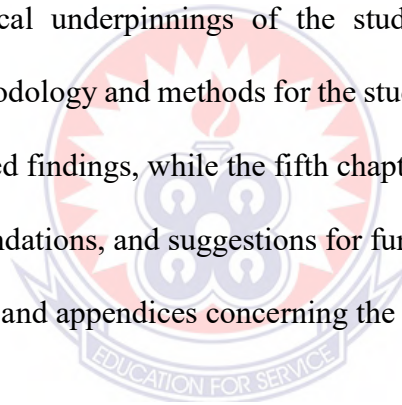 cal underpinnings of the stud
odology and methods for the stu
ed findings, while the fifth chapt
ndations, and suggestions for fur
and appendices concerning the
EDUCATION FOR SERVICE